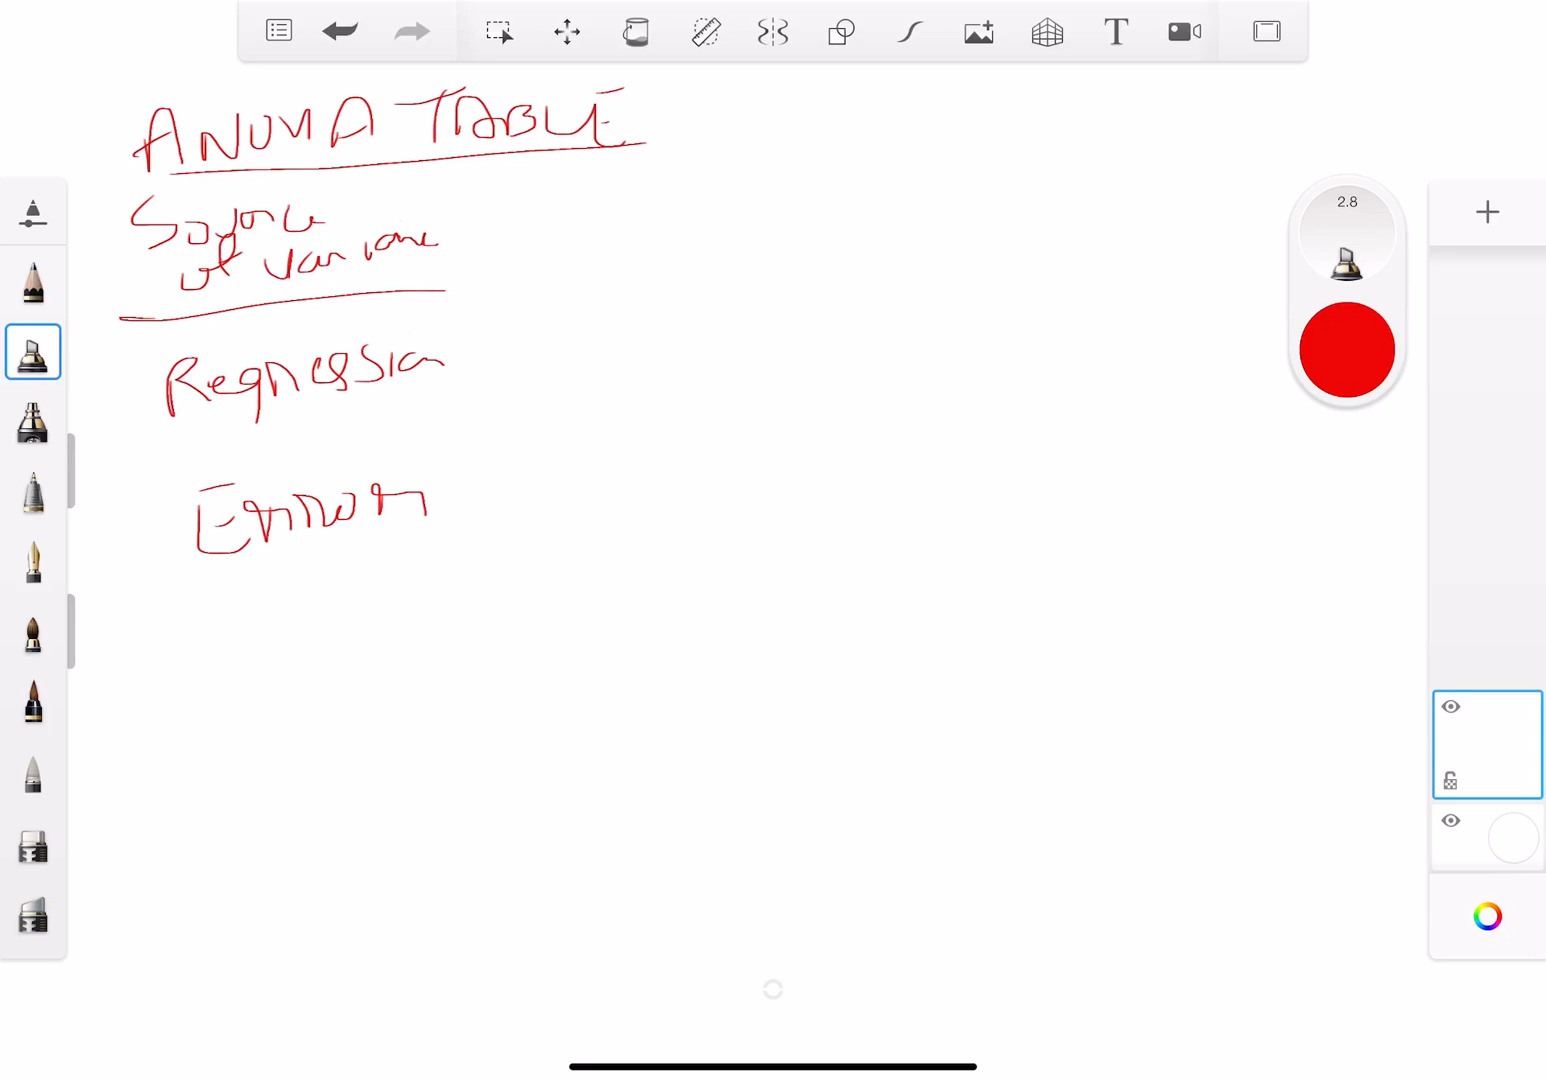 ANOVA TABLE
Source
of Variance
Regression
Error
2.8
T